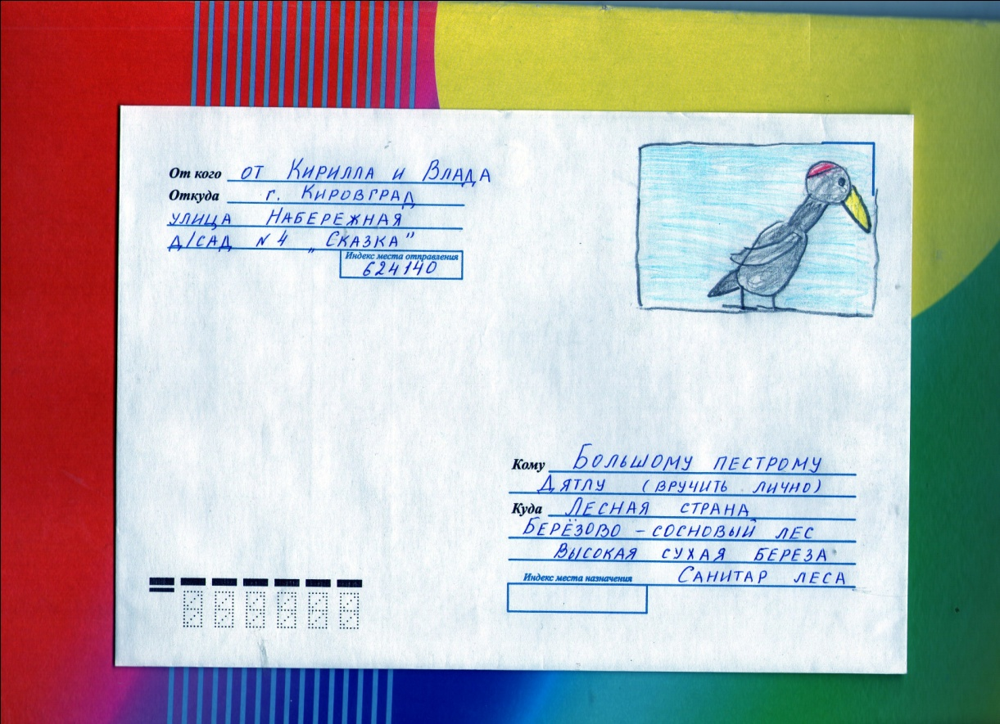 От кого от Кирилла и Влада
Откуда г. Кировград
улица Набережная
д/сад N 4 „Сказка"
Индекс места отправления
624140
Кому Большому пестрому
Дятлу (вручить лично)
Куда Лесная страна
Берёзово - сосновый лес
Высокая сухая береза
Санитар леса
Индекс места назначения